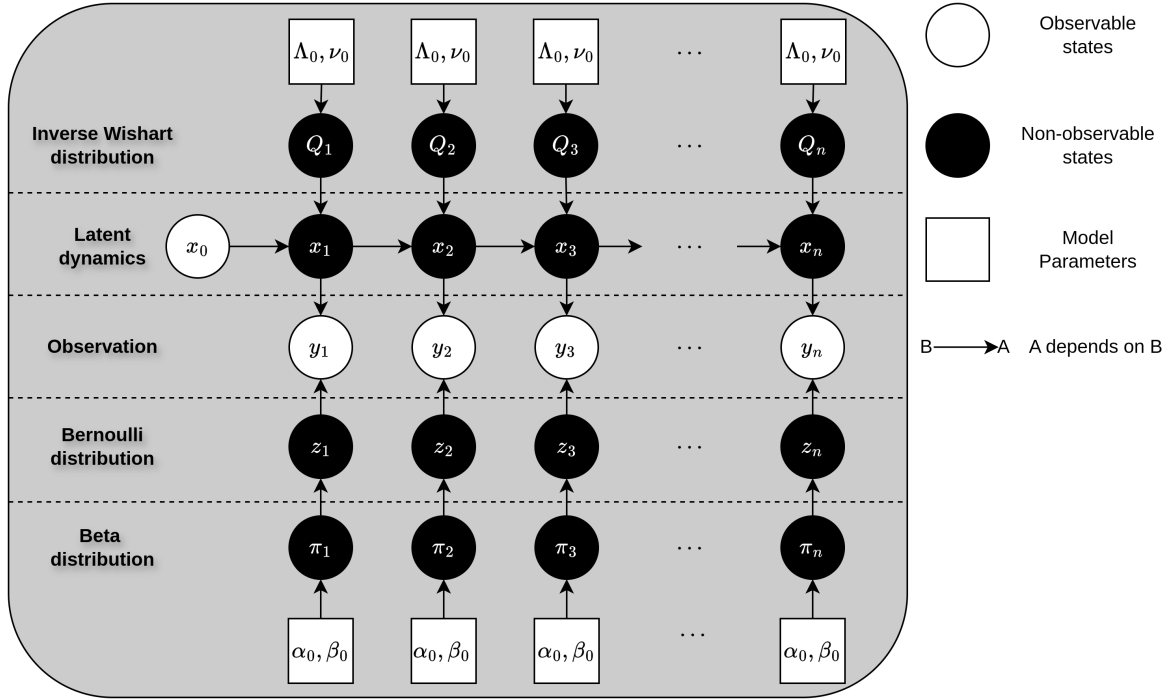 Λ₀, ν₀ Λ₀, ν₀ Λ₀, ν₀ ... Λ₀, ν₀
Inverse Wishart
distribution
Q₁ Q₂ Q₃ ... Qₙ
Latent
dynamics
x₀ x₁ x₂ x₃ ... xₙ
Observation
y₁ y₂ y₃ ... yₙ
Bernoulli
distribution
z₁ z₂ z₃ ... zₙ
Beta
distribution
π₁ π₂ π₃ ... πₙ
α₀, β₀ α₀, β₀ α₀, β₀ ... α₀, β₀
Observable
states
Non-observable
states
Model
Parameters
B A A depends on B